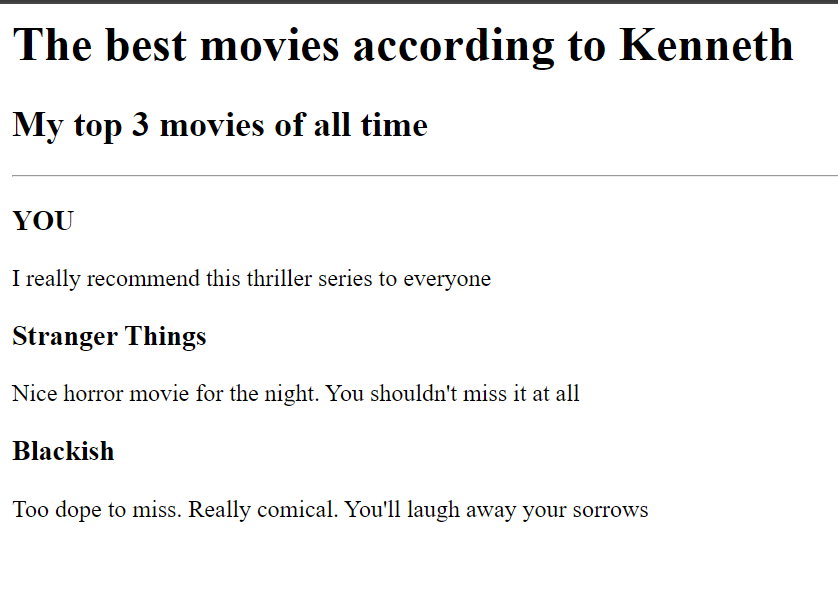 The best movies according to Kenneth
My top 3 movies of all time
YOU
I really recommend this thriller series to everyone
Stranger Things
Nice horror movie for the night. You shouldn't miss it at all
Blackish
Too dope to miss. Really comical. You'll laugh away your sorrows